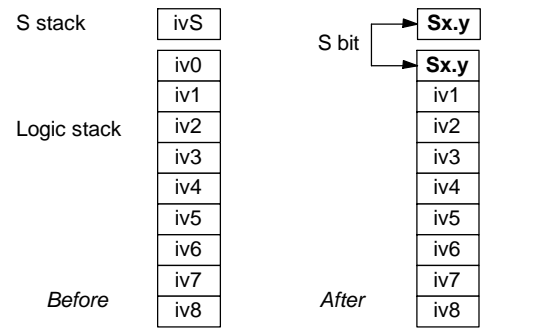 S stack ivS S bit Sx.y
iv0 Sx.y
iv1 iv1
Logic stack iv2 iv2
iv3 iv3
iv4 iv4
iv5 iv5
iv6 iv6
iv7 iv7
Before iv8 After iv8